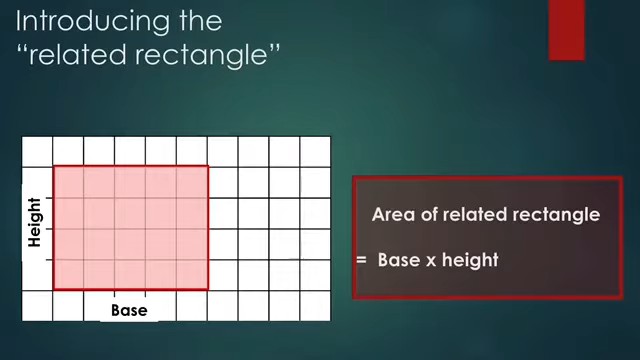 Introducing the
“related rectangle”
Height
Base
Area of related rectangle
= Base x height